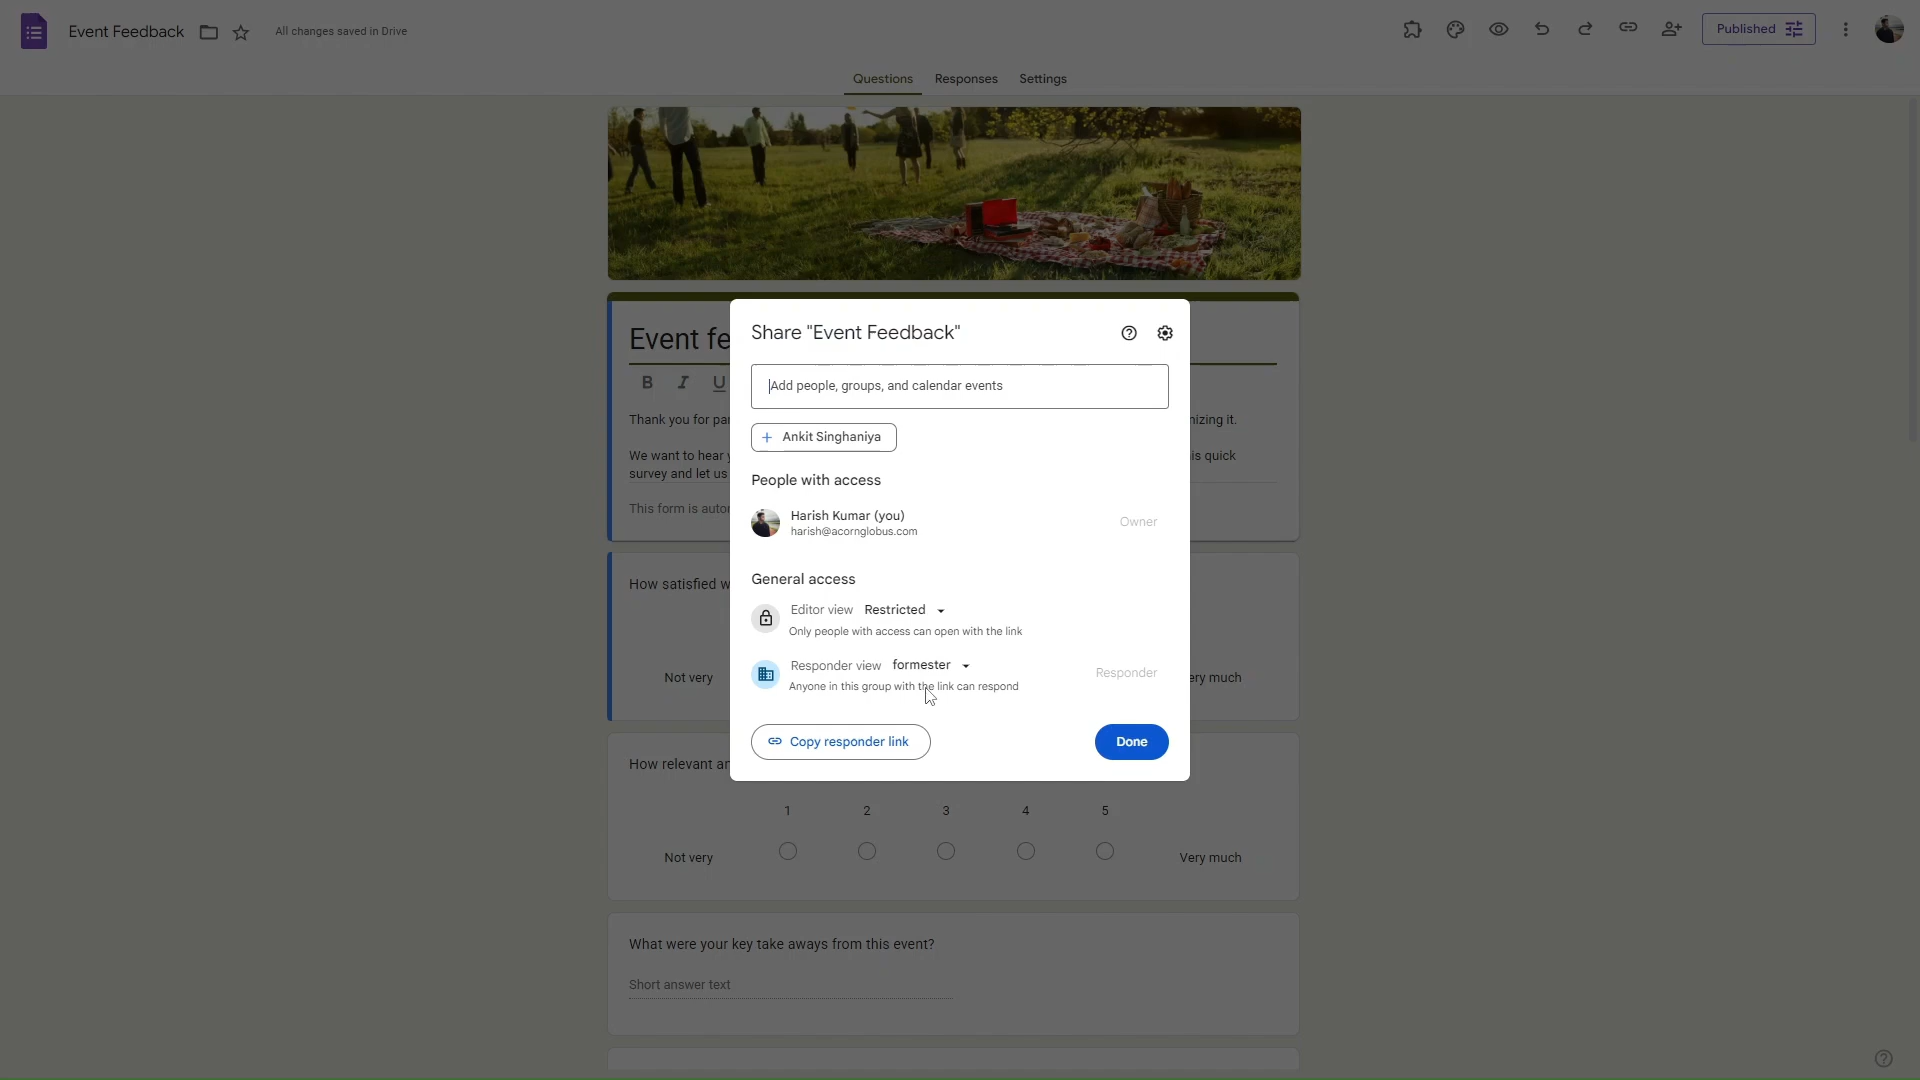 Event Feedback
All changes saved in Drive
Published
Questions
Responses
Settings
Event fe
B I U
Thank you for par
nizing it.
We want to hear y
is quick
survey and let us
This form is autor
Share "Event Feedback"
Add people, groups, and calendar events
+ Ankit Singhaniya
People with access
Harish Kumar (you)
harish@acornglobus.com
Owner
General access
Editor view Restricted
Only people with access can open with the link
Responder view formester
Anyone in this group with the link can respond
Responder
Copy responder link
Done
How satisfied w
Not very
ery much
How relevant ar
1 2 3 4 5
Not very
Very much
What were your key take aways from this event?
Short answer text